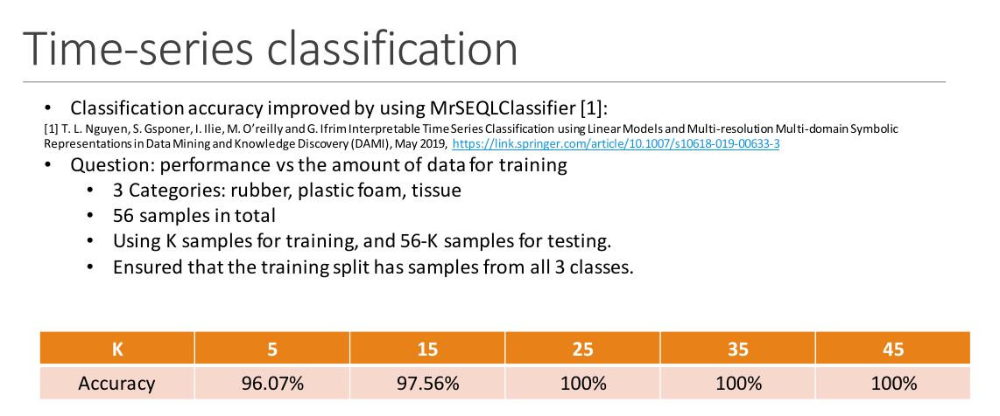 Time-series classification
• Classification accuracy improved by using MrSEQLClassifier [1]:
[1] T. L. Nguyen, S. Gsponer, I. Ilie, M. O'reilly and G. Ifrim Interpretable Time Series Classification using Linear Models and Multi-resolution Multi-domain Symbolic
Representations in Data Mining and Knowledge Discovery (DAMI), May 2019, https://link.springer.com/article/10.1007/s10618-019-00633-3
• Question: performance vs the amount of data for training
• 3 Categories: rubber, plastic foam, tissue
• 56 samples in total
• Using K samples for training, and 56-K samples for testing.
• Ensured that the training split has samples from all 3 classes.
K 5 15 25 35 45
Accuracy 96.07% 97.56% 100% 100% 100%